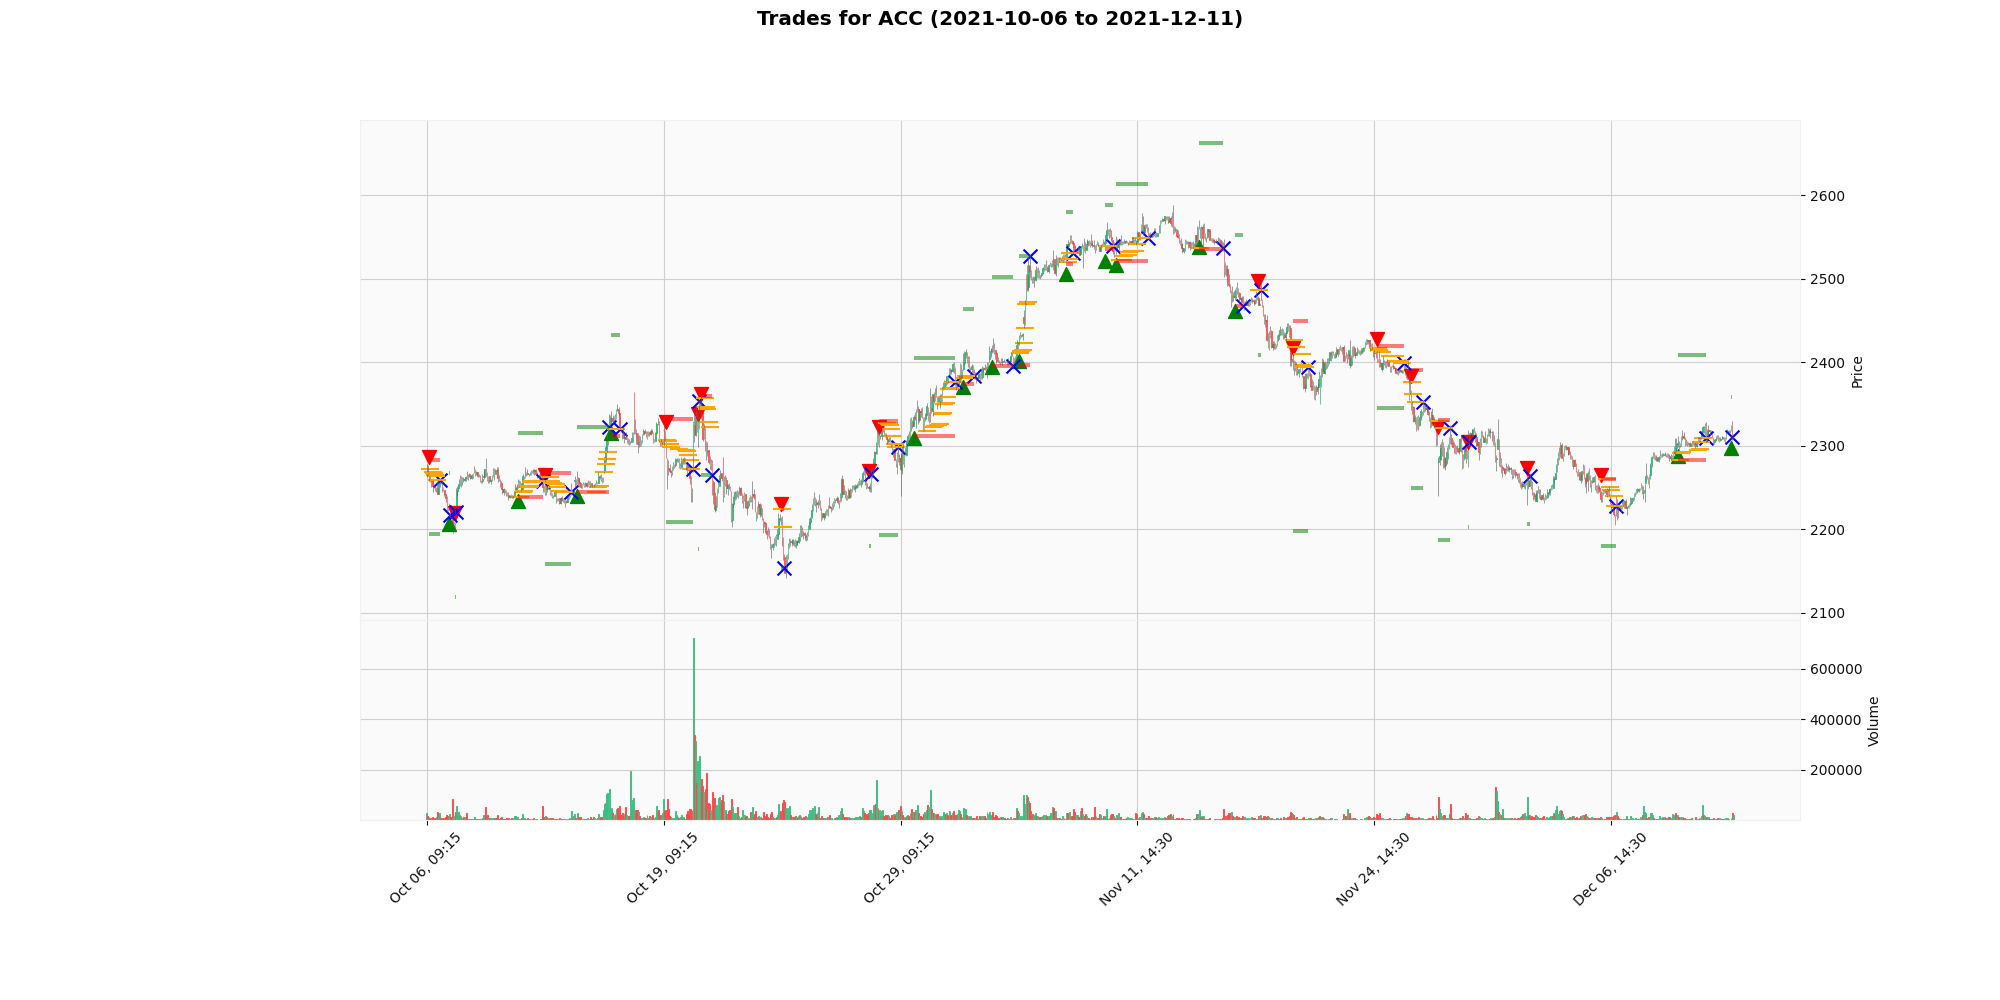 Trades for ACC (2021-10-06 to 2021-12-11)
2600
2500
2400
2300
2200
2100
Price
600000
400000
200000
Volume
Oct 06, 09:15
Oct 19, 09:15
Oct 29, 09:15
Nov 11, 14:30
Nov 24, 14:30
Dec 06, 14:30